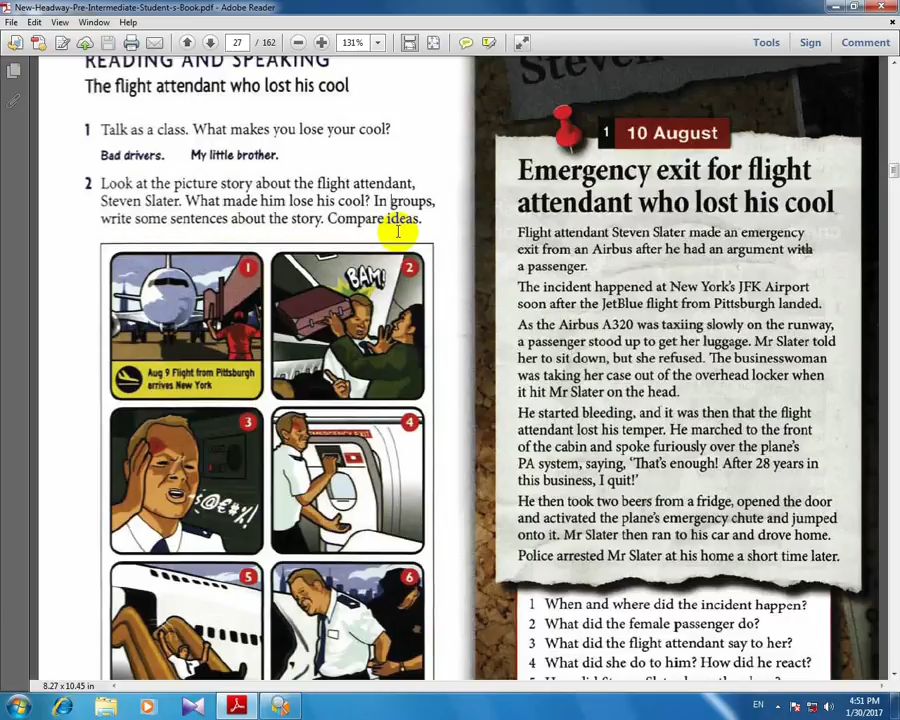 New-Headway-Pre-Intermediate-Student-s-Book.pdf - Adobe Reader
File Edit View Window Help
27 / 162 131% Tools Sign Comment
READING AND SPEAKING
The flight attendant who lost his cool
1 Talk as a class. What makes you lose your cool?
Bad drivers. My little brother.
2 Look at the picture story about the flight attendant,
Steven Slater. What made him lose his cool? In groups,
write some sentences about the story. Compare ideas.
1
Aug 9 Flight from Pittsburgh
arrives New York
2
BAM!
3
$@€#%!
4
EMERGENCY EXIT
5
6
Steven
1 10 August
Emergency exit for flight
attendant who lost his cool
Flight attendant Steven Slater made an emergency
exit from an Airbus after he had an argument with
a passenger.
The incident happened at New York's JFK Airport
soon after the JetBlue flight from Pittsburgh landed.
As the Airbus A320 was taxiing slowly on the runway,
a passenger stood up to get her luggage. Mr Slater told
her to sit down, but she refused. The businesswoman
was taking her case out of the overhead locker when
it hit Mr Slater on the head.
He started bleeding, and it was then that the flight
attendant lost his temper. He marched to the front
of the cabin and spoke furiously over the plane's
PA system, saying, 'That's enough! After 28 years in
this business, I quit!'
He then took two beers from a fridge, opened the door
and activated the plane's emergency chute and jumped
onto it. Mr Slater then ran to his car and drove home.
Police arrested Mr Slater at his home a short time later.
1 When and where did the incident happen?
2 What did the female passenger do?
3 What did the flight attendant say to her?
4 What did she do to him? How did he react?
8.27 x 10.45 in
EN
4:51 PM
1/30/2017